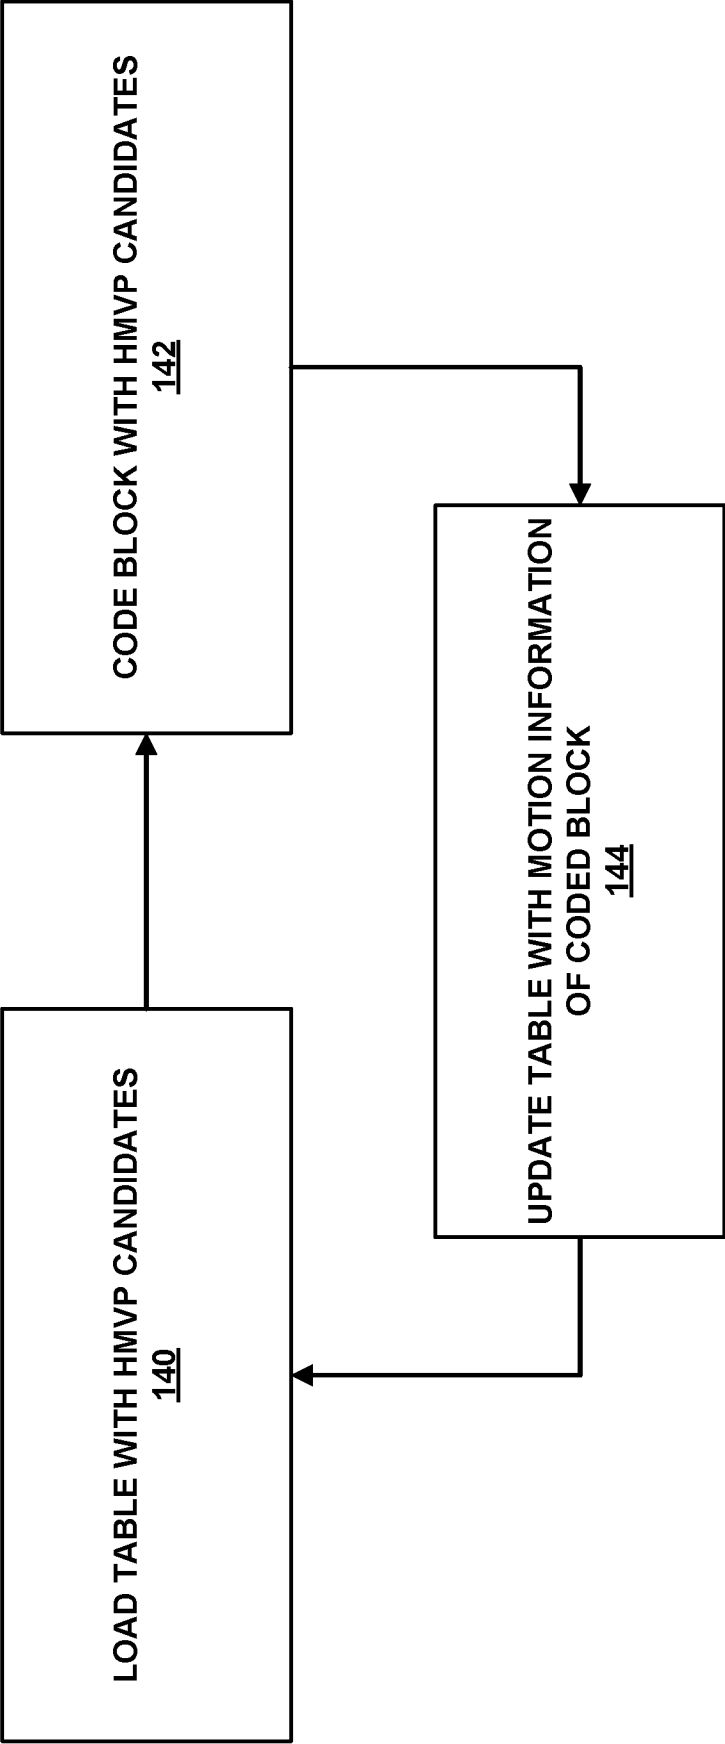 LOAD TABLE WITH HMVP CANDIDATES
140
CODE BLOCK WITH HMVP CANDIDATES
142
UPDATE TABLE WITH MOTION INFORMATION
OF CODED BLOCK
144